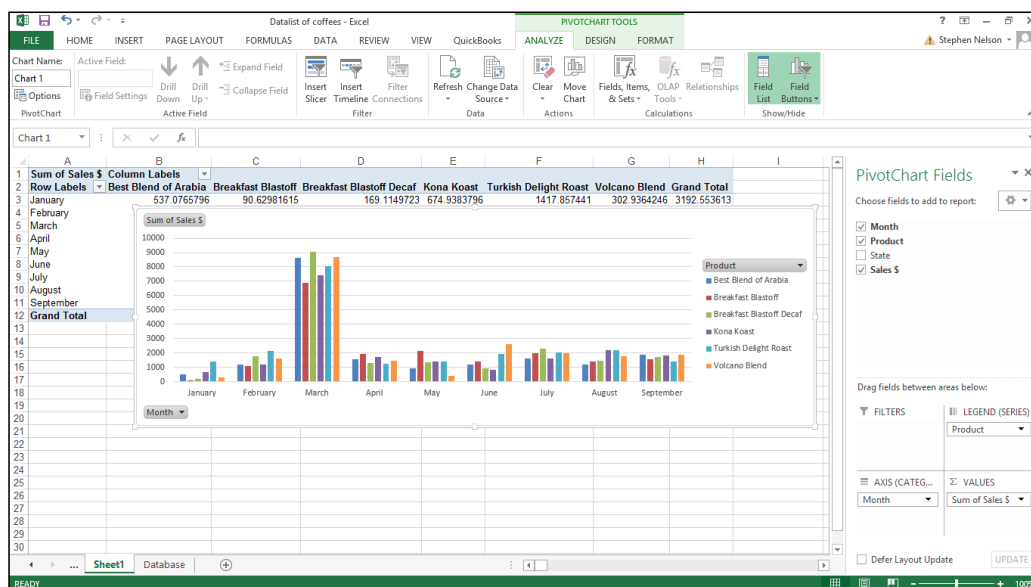 Datalist of coffees - Excel
PIVOTCHART TOOLS
FILE HOME INSERT PAGE LAYOUT FORMULAS DATA REVIEW VIEW QuickBooks ANALYZE DESIGN FORMAT
Stephen Nelson
Chart Name:
Chart 1
Options
PivotChart
Active Field:
Field Settings
Drill Down
Drill Up
Expand Field
Collapse Field
Active Field
Insert Slicer
Insert Timeline
Filter Connections
Filter
Refresh
Change Data Source
Data
Clear
Move Chart
Actions
Fields, Items, & Sets
OLAP Tools
Relationships
Calculations
Field List
Field Buttons
Show/Hide
Chart 1
fx
A B C D E F G H I
1 Sum of Sales $ Column Labels
2 Row Labels Best Blend of Arabia Breakfast Blastoff Breakfast Blastoff Decaf Kona Koast Turkish Delight Roast Volcano Blend Grand Total
3 January 537.0765796 90.62981615 169.1149723 674.9383796 1417.857441 302.9364246 3192.553613
4 February
5 March
6 April
7 May
8 June
9 July
10 August
11 September
12 Grand Total
13
14
15
16
17
18
19
20
21
22
23
24
25
26
27
28
29
30
Sum of Sales $
10000
9000
8000
7000
6000
5000
4000
3000
2000
1000
0
January February March April May June July August September
Month
Product
Best Blend of Arabia
Breakfast Blastoff
Breakfast Blastoff Decaf
Kona Koast
Turkish Delight Roast
Volcano Blend
PivotChart Fields
Choose fields to add to report:
Month
Product
State
Sales $
Drag fields between areas below:
FILTERS
LEGEND (SERIES)
Product
AXIS (CATEG...
Month
Σ VALUES
Sum of Sales $
Defer Layout Update
UPDATE
... Sheet1 Database
READY
100%